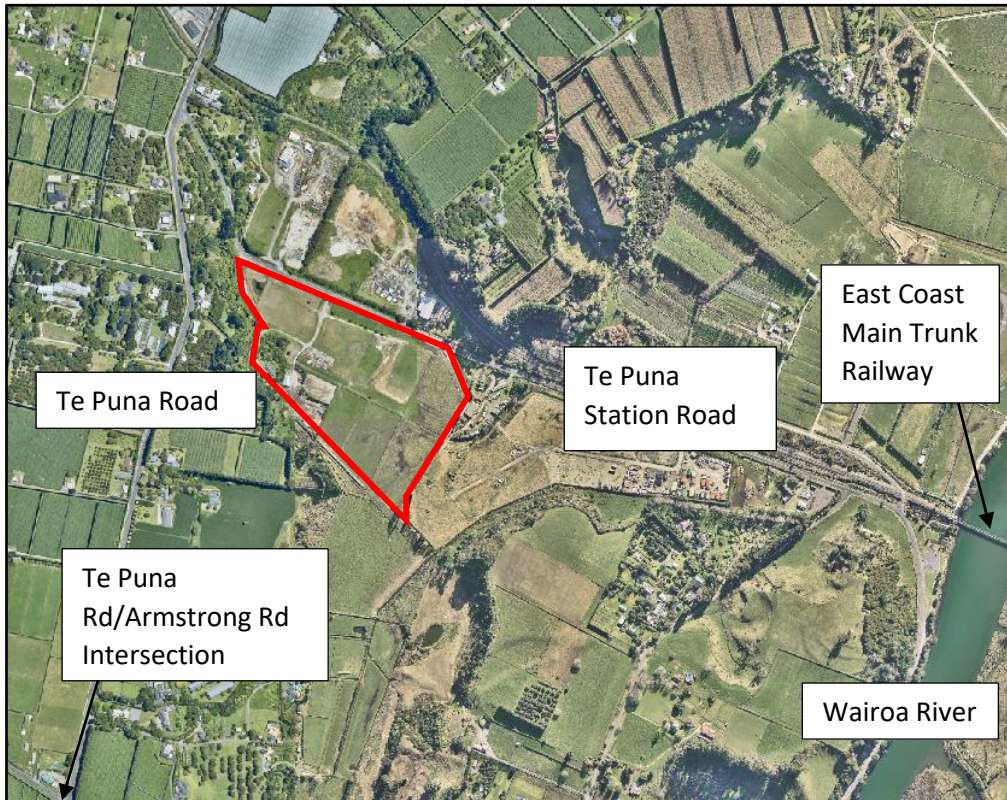 East Coast
Main Trunk
Railway
Te Puna
Station Road
Te Puna Road
Te Puna
Rd/Armstrong Rd
Intersection
Wairoa River